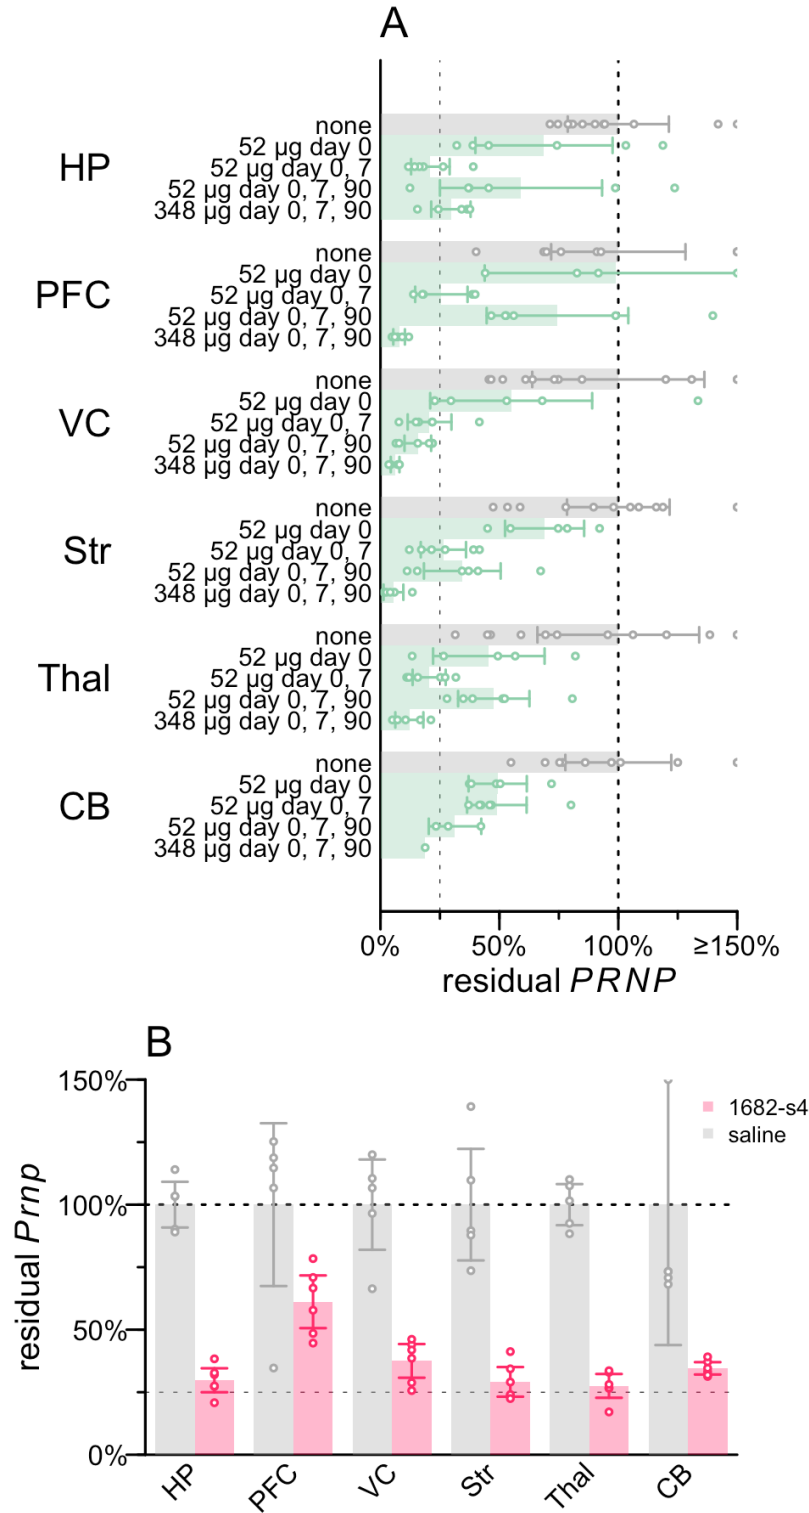 A
HP
none
52 µg day 0
52 µg day 0, 7
52 µg day 0, 7, 90
348 µg day 0, 7, 90
PFC
none
52 µg day 0
52 µg day 0, 7
52 µg day 0, 7, 90
348 µg day 0, 7, 90
VC
none
52 µg day 0
52 µg day 0, 7
52 µg day 0, 7, 90
348 µg day 0, 7, 90
Str
none
52 µg day 0
52 µg day 0, 7
52 µg day 0, 7, 90
348 µg day 0, 7, 90
Thal
none
52 µg day 0
52 µg day 0, 7
52 µg day 0, 7, 90
348 µg day 0, 7, 90
CB
none
52 µg day 0
52 µg day 0, 7
52 µg day 0, 7, 90
348 µg day 0, 7, 90
0% 50% 100% ≥150%
residual PRNP
B
150%
100%
50%
0%
residual Prnp
1682-s4
saline
HP PFC VC Str Thal CB